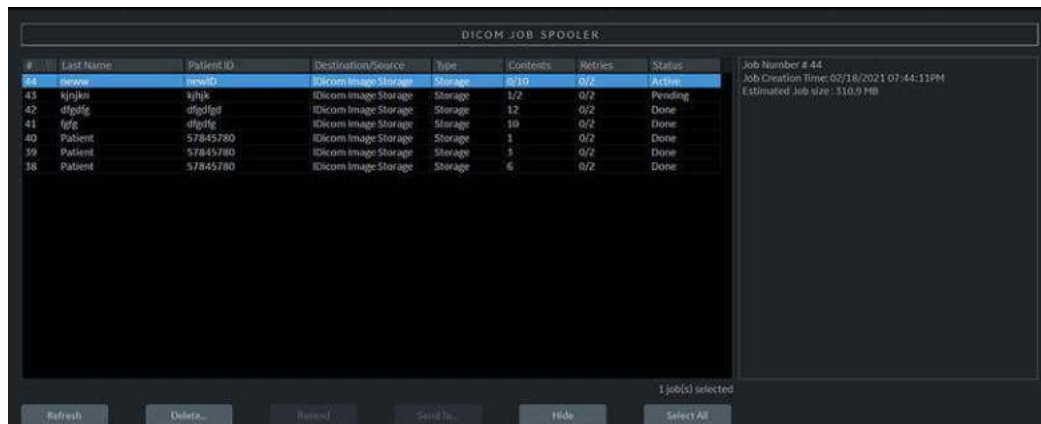 DICOM JOB SPOOLER
# Last Name Patient ID Destination/Source Type Contents Retries Status
44 neww newID IDicom Image Storage Storage 0/10 0/2 Active
43 kjnjkn kjhjk IDicom Image Storage Storage 1/2 0/2 Pending
42 dfgdfg dfgdfgd IDicom Image Storage Storage 12 0/2 Done
41 fgfg dfgdfg IDicom Image Storage Storage 10 0/2 Done
40 Patient 57845780 IDicom Image Storage Storage 1 0/2 Done
39 Patient 57845780 IDicom Image Storage Storage 3 0/2 Done
38 Patient 57845780 IDicom Image Storage Storage 6 0/2 Done
Job Number # 44
Job Creation Time: 02/18/2021 07:44:11PM
Estimated Job size : 310.9 MB
1 job(s) selected
Refresh Delete... Resend Send To... Hide Select All